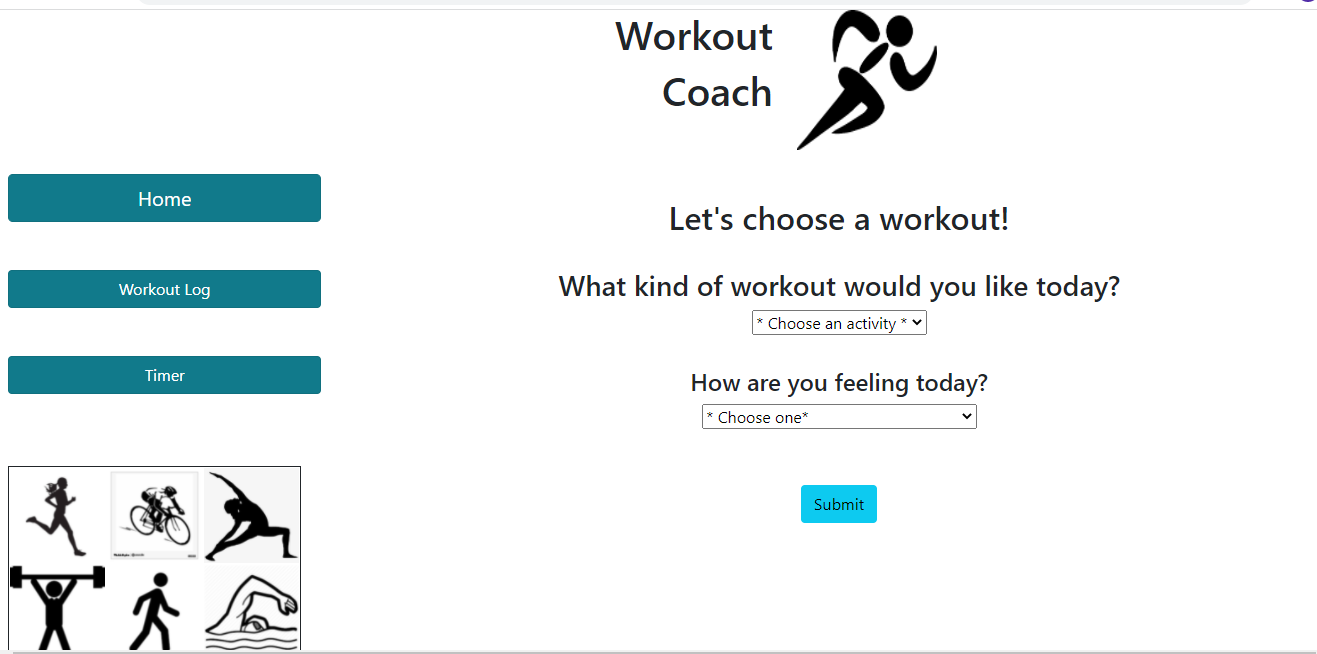 Workout
Coach
Home
Let's choose a workout!
Workout Log
What kind of workout would you like today?
* Choose an activity *
Timer
How are you feeling today?
* Choose one*
Submit